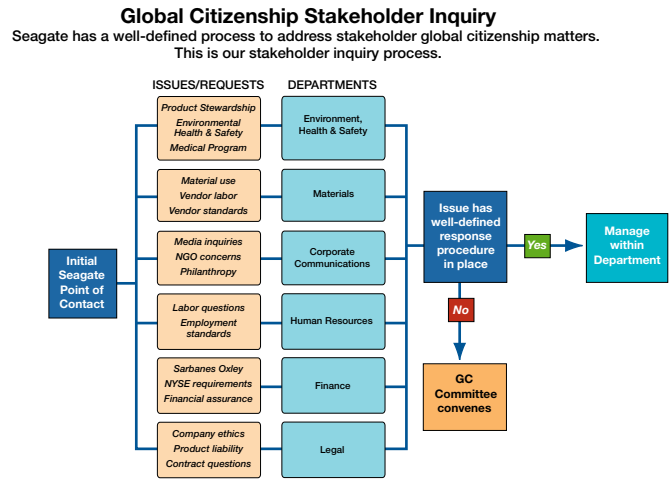 Global Citizenship Stakeholder Inquiry
Seagate has a well-defined process to address stakeholder global citizenship matters.
This is our stakeholder inquiry process.
ISSUES/REQUESTS
DEPARTMENTS
Product Stewardship
Environmental
Health & Safety
Medical Program
Environment,
Health & Safety
Material use
Vendor labor
Vendor standards
Materials
Media inquiries
NGO concerns
Philanthropy
Corporate
Communications
Labor questions
Employment
standards
Human Resources
Sarbanes Oxley
NYSE requirements
Financial assurance
Finance
Company ethics
Product liability
Contract questions
Legal
Initial
Seagate
Point of
Contact
Issue has
well-defined
response
procedure
in place
Yes
Manage
within
Department
No
GC
Committee
convenes